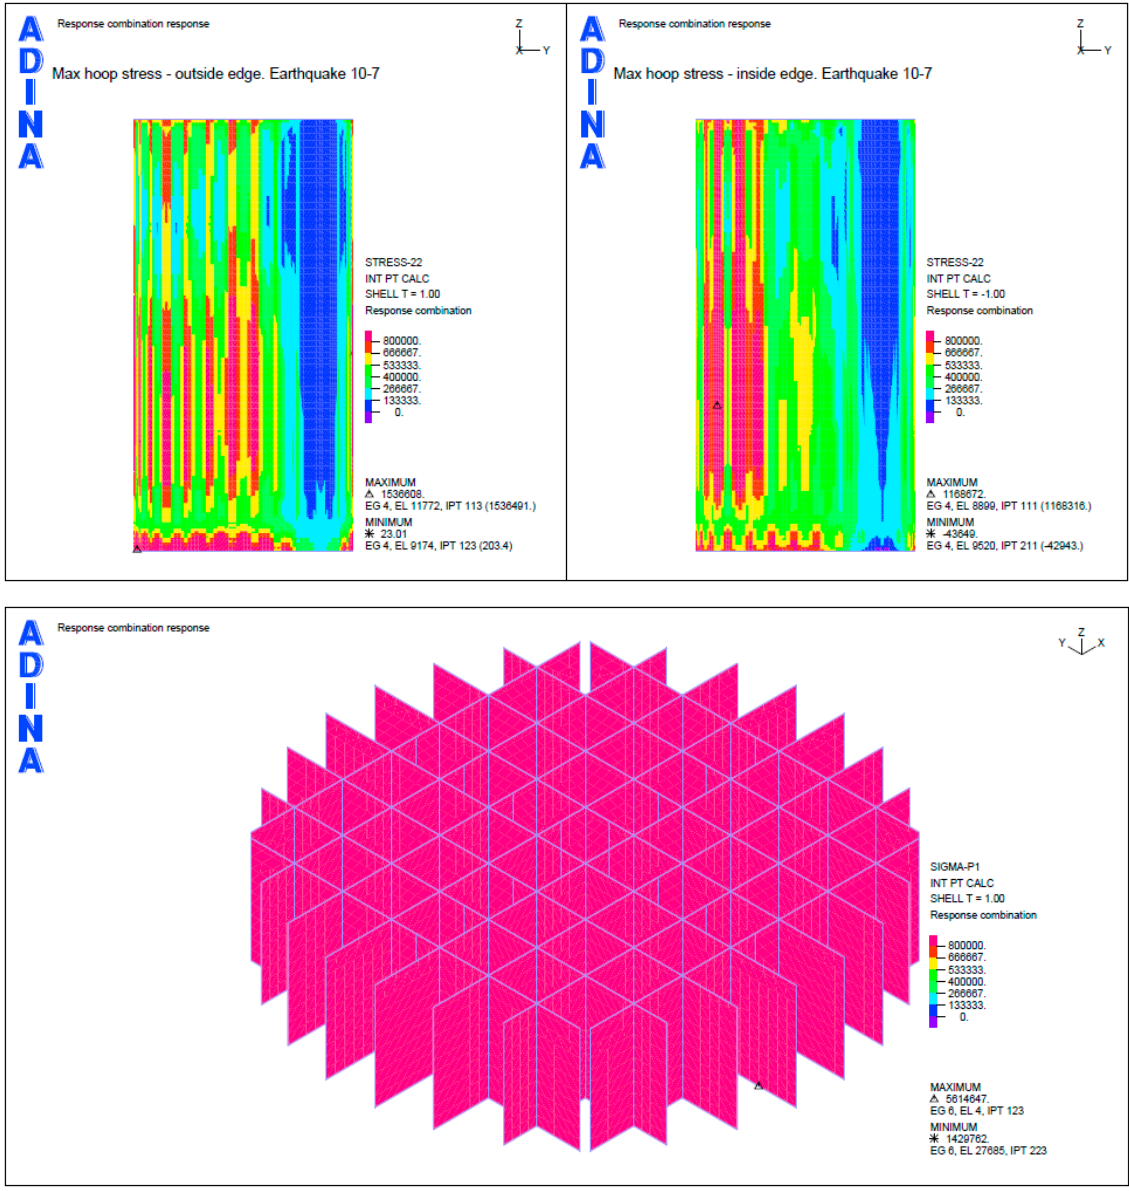 ADINA
Response combination response
Z
X Y
Max hoop stress - outside edge. Earthquake 10-7
STRESS-22
INT PT CALC
SHELL T = 1.00
Response combination
800000.
666667.
533333.
400000.
266667.
133333.
0.
MAXIMUM
△ 1536608.
EG 4, EL 11772, IPT 113 (1536491.)
MINIMUM
✳ 23.01
EG 4, EL 9174, IPT 123 (203.4)
ADINA
Response combination response
Z
X Y
Max hoop stress - inside edge. Earthquake 10-7
STRESS-22
INT PT CALC
SHELL T = -1.00
Response combination
800000.
666667.
533333.
400000.
266667.
133333.
0.
MAXIMUM
△ 1168672.
EG 4, EL 8899, IPT 111 (1168316.)
MINIMUM
✳ -43649.
EG 4, EL 9520, IPT 211 (-42943.)
ADINA
Response combination response
Z
Y X
SIGMA-P1
INT PT CALC
SHELL T = 1.00
Response combination
800000.
666667.
533333.
400000.
266667.
133333.
0.
MAXIMUM
△ 5614647.
EG 6, EL 4, IPT 123
MINIMUM
✳ 1429762.
EG 6, EL 27685, IPT 223